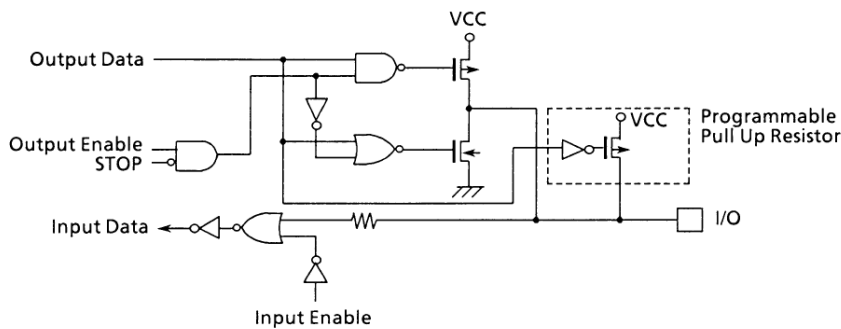 VCC
Output Data
VCC
Programmable
Pull Up Resistor
Output Enable
STOP
I/O
Input Data
Input Enable